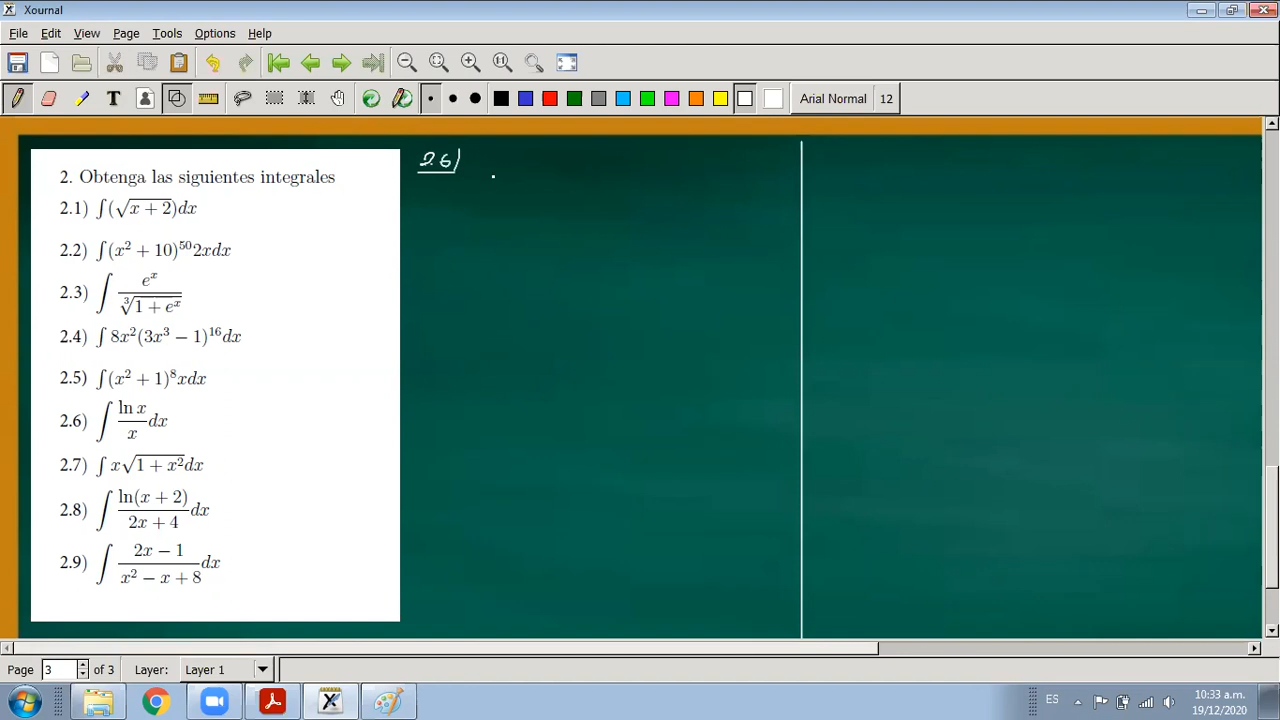 Xournal
File Edit View Page Tools Options Help
Arial Normal 12
2. Obtenga las siguientes integrales
2.1) ∫(√x + 2)dx
2.2) ∫(x² + 10)⁵⁰2xdx
2.3) ∫ eˣ / ∛(1 + eˣ)
2.4) ∫ 8x²(3x³ − 1)¹⁶dx
2.5) ∫(x² + 1)⁸xdx
2.6) ∫ ln x / x dx
2.7) ∫ x√(1 + x²)dx
2.8) ∫ ln(x + 2) / 2x + 4 dx
2.9) ∫ 2x − 1 / x² − x + 8 dx
2.6)
Page 3 of 3 Layer: Layer 1
ES 10:33 a.m.
19/12/2020